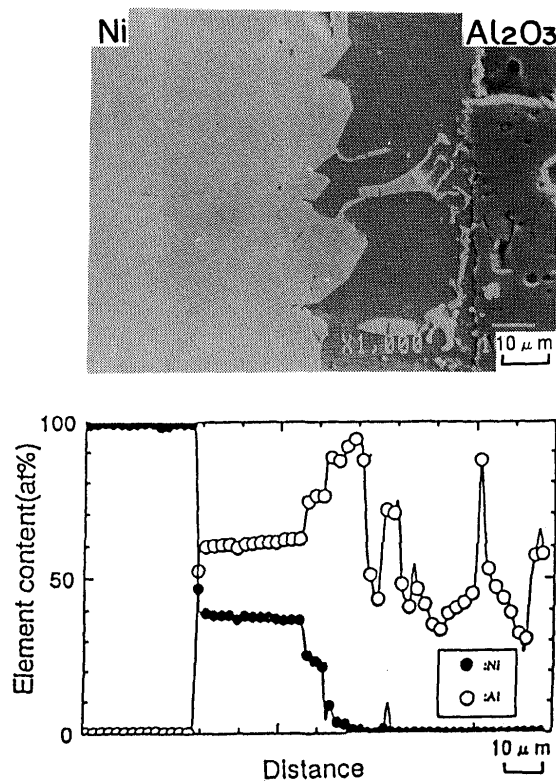 Ni Al2O3
X1,000
10 μm
100
50
0
Element content(at%)
●:Ni
○:Al
10 μm
Distance